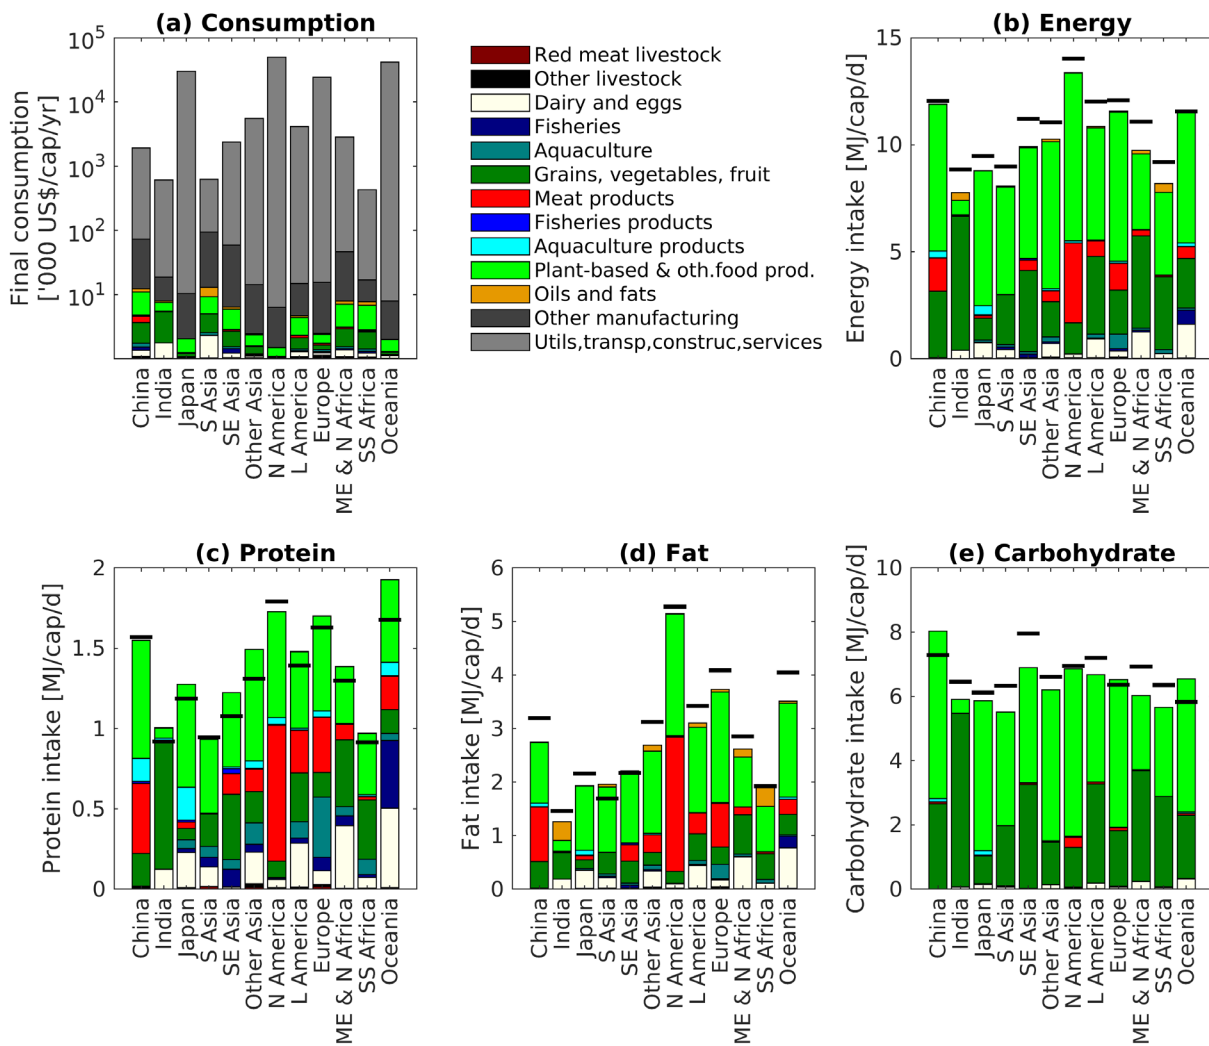 (a) Consumption
Final consumption
['000 US$/cap/yr]
10^5
10^4
10^3
10^2
10^1
China
India
Japan
S Asia
SE Asia
Other Asia
N America
L America
Europe
ME & N Africa
SS Africa
Oceania
Red meat livestock
Other livestock
Dairy and eggs
Fisheries
Aquaculture
Grains, vegetables, fruit
Meat products
Fisheries products
Aquaculture products
Plant-based & oth.food prod.
Oils and fats
Other manufacturing
Utils,transp,construc,services
(b) Energy
Energy intake [MJ/cap/d]
15
10
5
0
China
India
Japan
S Asia
SE Asia
Other Asia
N America
L America
Europe
ME & N Africa
SS Africa
Oceania
(c) Protein
Protein intake [MJ/cap/d]
2
1.5
1
0.5
0
China
India
Japan
S Asia
SE Asia
Other Asia
N America
L America
Europe
ME & N Africa
SS Africa
Oceania
(d) Fat
Fat intake [MJ/cap/d]
6
5
4
3
2
1
0
China
India
Japan
S Asia
SE Asia
Other Asia
N America
L America
Europe
ME & N Africa
SS Africa
Oceania
(e) Carbohydrate
Carbohydrate intake [MJ/cap/d]
10
8
6
4
2
0
China
India
Japan
S Asia
SE Asia
Other Asia
N America
L America
Europe
ME & N Africa
SS Africa
Oceania